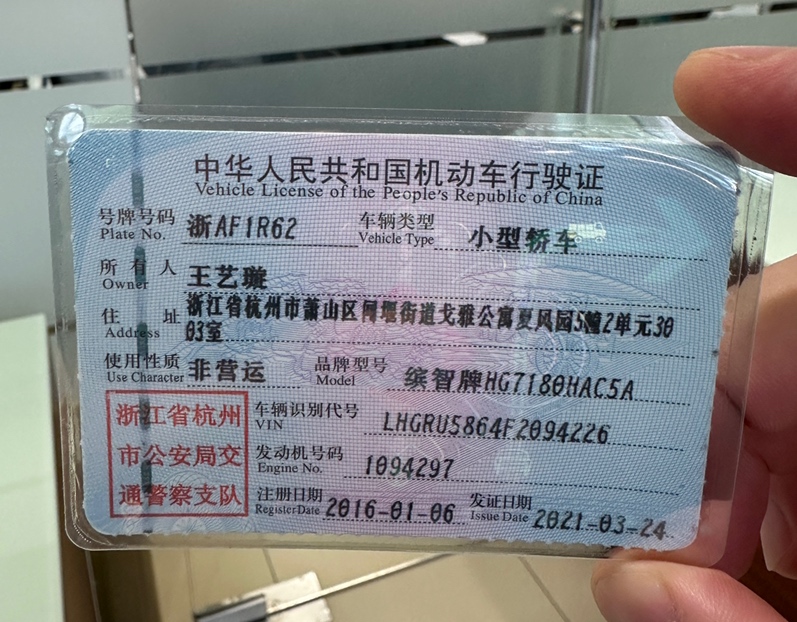 中华人民共和国机动车行驶证
Vehicle License of the People's Republic of China
号牌号码 浙AF1R62 车辆类型 小型轿车
Plate No. Vehicle Type
所有人 王艺璇
Owner
住址 浙江省杭州市萧山区闻堰街道戈雅公寓夏风园5幢2单元30
Address 03室
使用性质 非营运 品牌型号 缤智牌HG7180HAC5A
Use Character Model
浙江省杭州 车辆识别代号 LHGRU5864F2094226
VIN
市公安局交 发动机号码 1094297
Engine No.
通警察支队 注册日期 2016-01-06 发证日期 2021-03-24
Register Date Issue Date